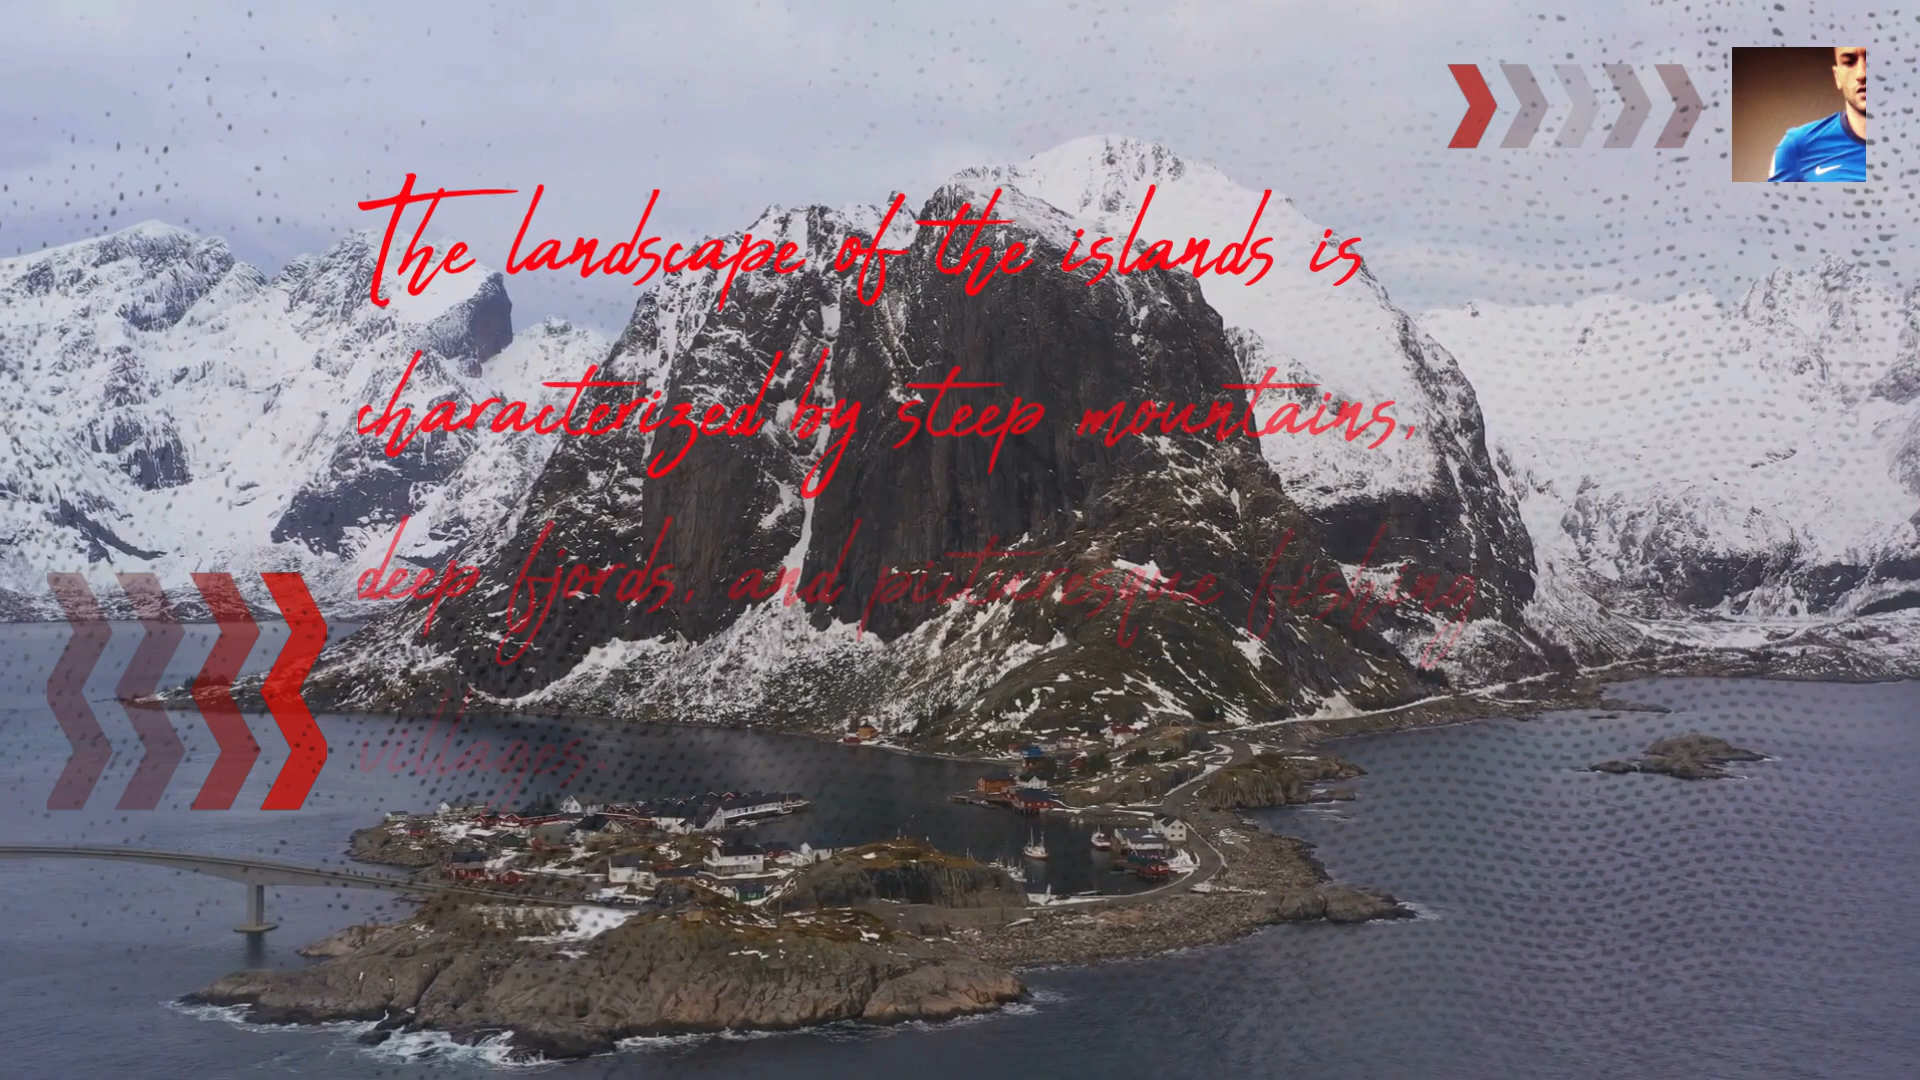 The landscape of the islands is
characterized by steep mountains,
deep fjords, and picturesque fishing
villages.